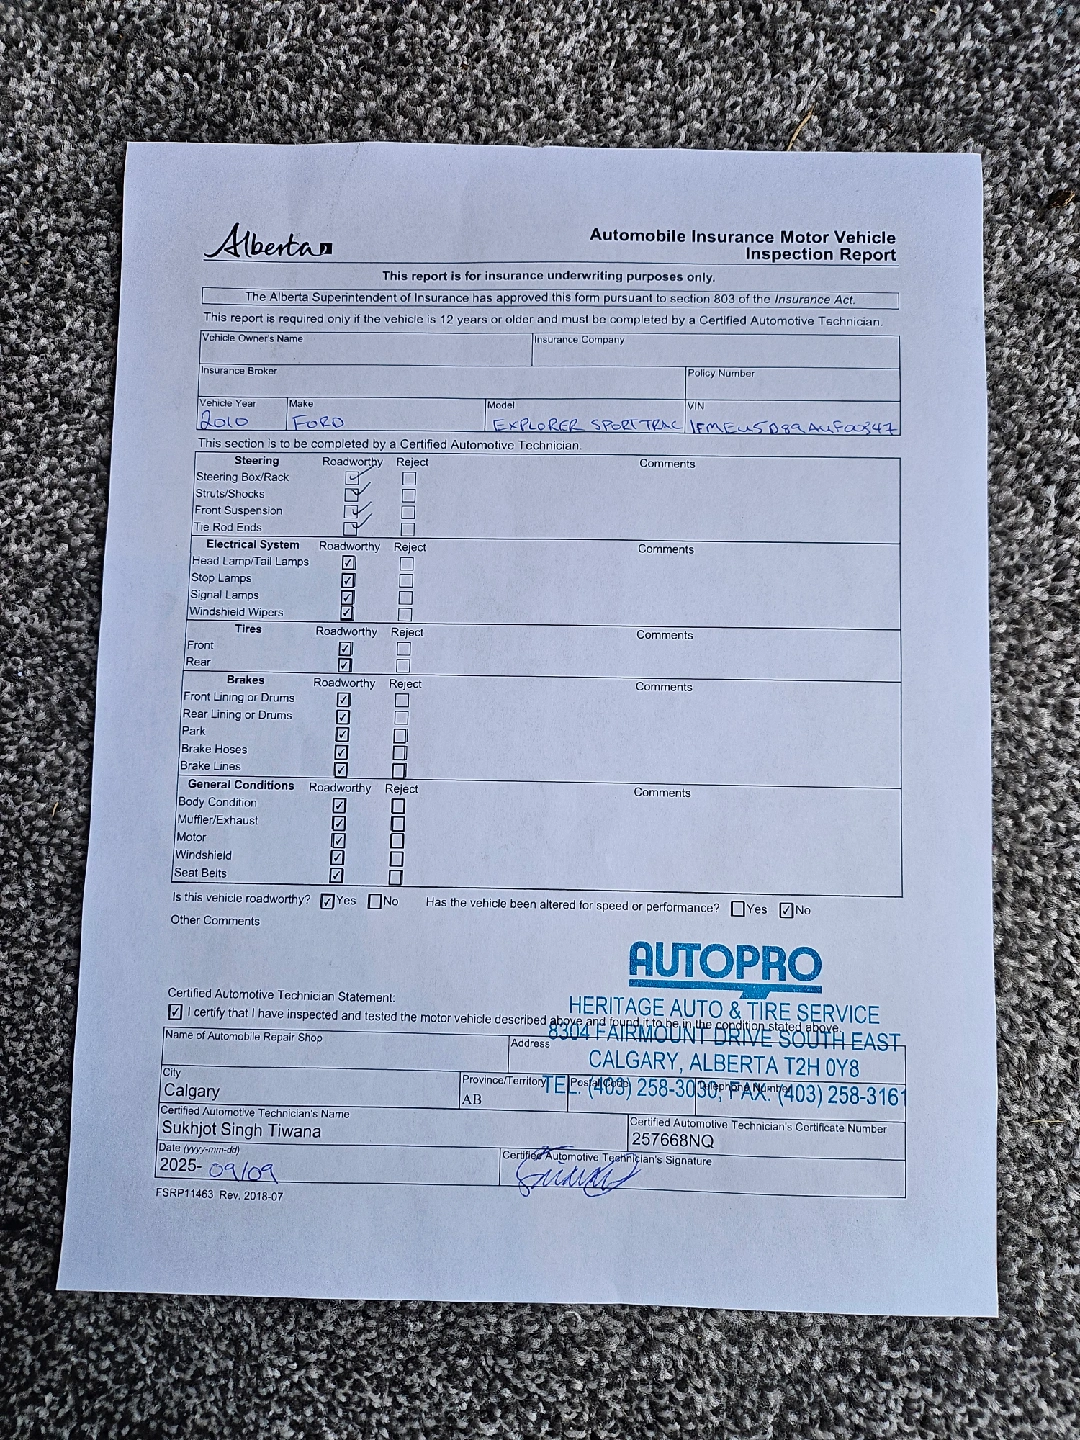 Alberta
Automobile Insurance Motor Vehicle
Inspection Report
This report is for insurance underwriting purposes only.
The Alberta Superintendent of Insurance has approved this form pursuant to section 803 of the Insurance Act.
This report is required only if the vehicle is 12 years or older and must be completed by a Certified Automotive Technician.
Vehicle Owner's Name Insurance Company
Insurance Broker Policy Number
Vehicle Year Make Model VIN
2010 FORD EXPLORER SPORTTRAC
This section is to be completed by a Certified Automotive Technician.
Steering Roadworthy Reject Comments
Steering Box/Rack
Struts/Shocks
Front Suspension
Tie Rod Ends
Electrical System Roadworthy Reject Comments
Head Lamp/Tail Lamps
Stop Lamps
Signal Lamps
Windshield Wipers
Tires Roadworthy Reject Comments
Front
Rear
Brakes Roadworthy Reject Comments
Front Lining or Drums
Rear Lining or Drums
Park
Brake Hoses
Brake Lines
General Conditions Roadworthy Reject Comments
Body Condition
Muffler/Exhaust
Motor
Windshield
Seat Belts
Is this vehicle roadworthy? Yes No Has the vehicle been altered for speed or performance? Yes No
Other Comments
AUTOPRO
Certified Automotive Technician Statement:
HERITAGE AUTO & TIRE SERVICE
I certify that I have inspected and tested the motor vehicle described above and found it to be in the condition stated above.
8304 FAIRMOUNT DRIVE SOUTH EAST
Name of Automobile Repair Shop Address
CALGARY, ALBERTA T2H 0Y8
City Province/Territory Postal Code Telephone Number
TEL: (403) 258-3030, FAX: (403) 258-3161
Calgary AB
Certified Automotive Technician's Name Certified Automotive Technician's Certificate Number
Sukhjot Singh Tiwana 257668NQ
Date (yyyy-mm-dd) Certified Automotive Technician's Signature
2025-09/09
FSRP11463 Rev. 2018-07